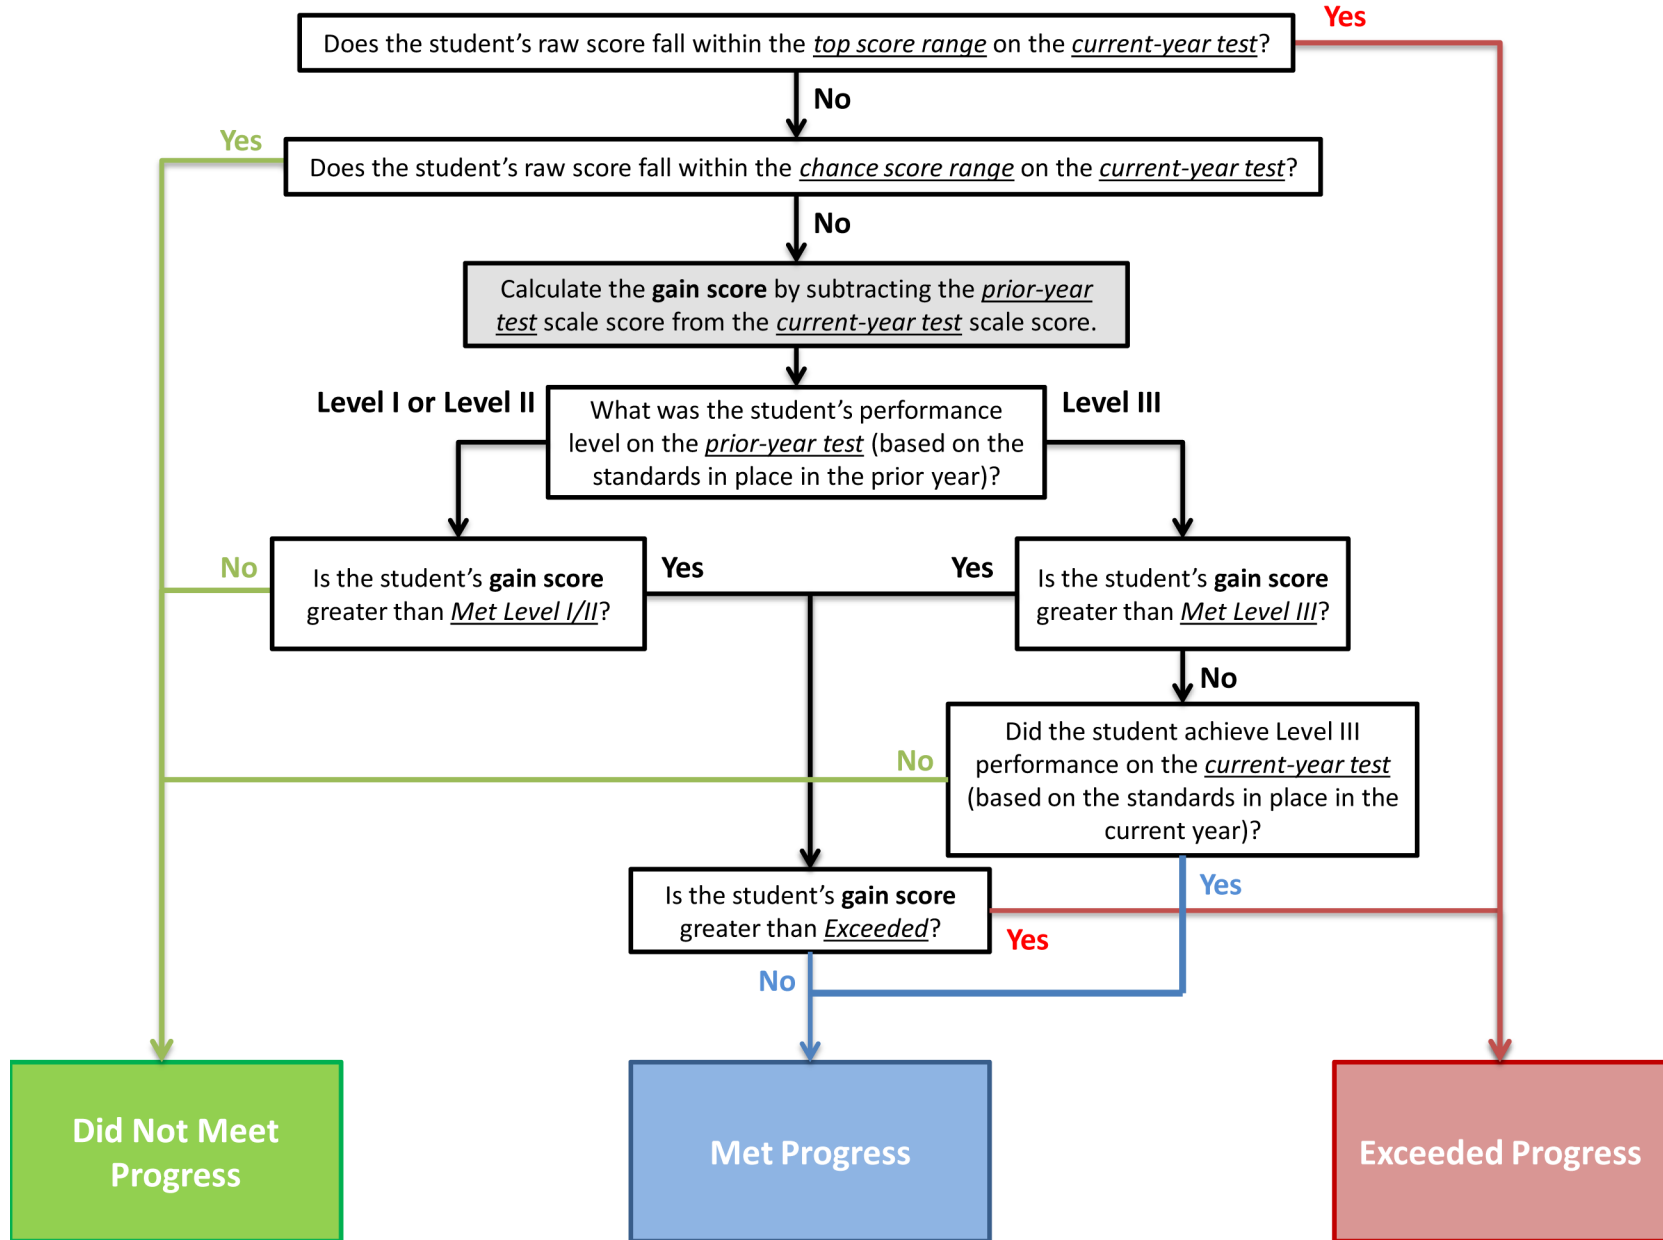 Yes
Does the student’s raw score fall within the top score range on the current-year test?
No
Yes
Does the student’s raw score fall within the chance score range on the current-year test?
No
Calculate the gain score by subtracting the prior-year
test scale score from the current-year test scale score.
Level I or Level II
Level III
What was the student’s performance
level on the prior-year test (based on the
standards in place in the prior year)?
No
Is the student’s gain score
greater than Met Level I/II?
Yes
Yes
Is the student’s gain score
greater than Met Level III?
No
Did the student achieve Level III
performance on the current-year test
(based on the standards in place in the
current year)?
No
Yes
Is the student’s gain score
greater than Exceeded?
Yes
No
Did Not Meet
Progress
Met Progress
Exceeded Progress